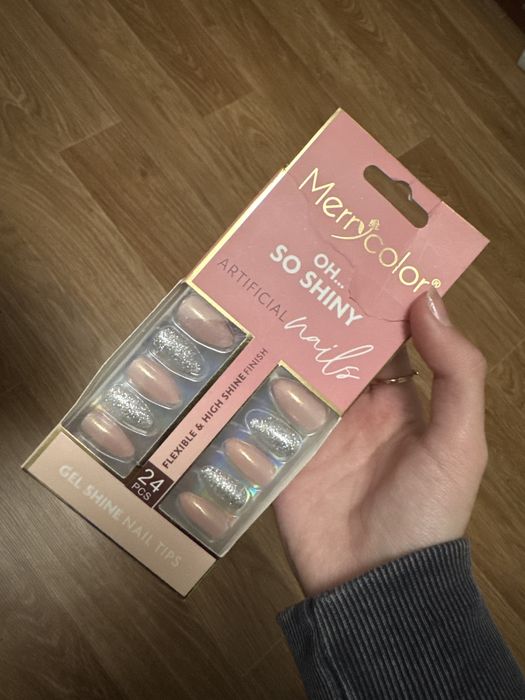 Merrycolor®
OH...
SO SHINY
ARTIFICIAL
nails
FLEXIBLE & HIGH SHINE FINISH
24
PCS
GEL SHINE NAIL TIPS